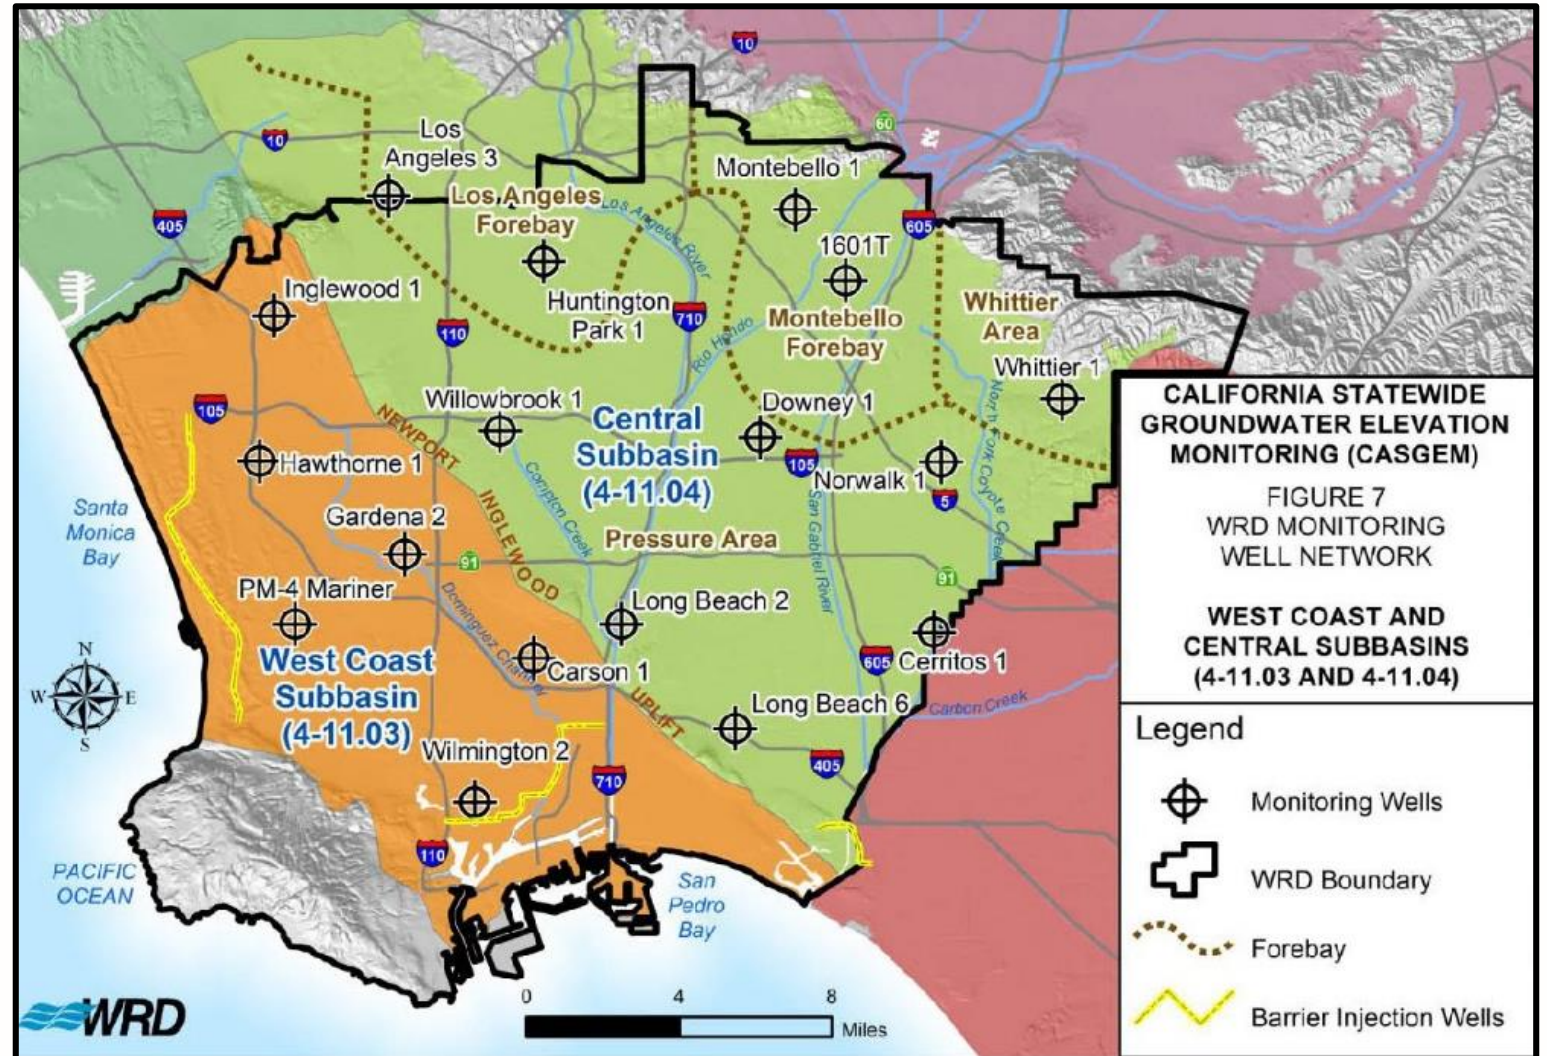 10
60
Los
Angeles 3
10
Montebello 1
Los Angeles
Forebay
Los Angeles River
405
605
1601T
Inglewood 1
Huntington
Park 1
710
110
Whittier
Area
Montebello
Forebay
Rio Hondo
Whittier 1
North Fork Coyote Creek
105
NEWPORT
INGLEWOOD
UPLIFT
Willowbrook 1
Central
Subbasin
(4-11.04)
Downey 1
105
Norwalk 1
5
Hawthorne 1
Compton Creek
San Gabriel River
Santa
Monica
Bay
Gardena 2
91
Pressure Area
91
PM-4 Mariner
Dominguez Channel
Long Beach 2
N
W
E
S
West Coast
Subbasin
(4-11.03)
Carson 1
605
Cerritos 1
Long Beach 6
Carbon Creek
Wilmington 2
710
405
110
PACIFIC
OCEAN
San
Pedro
Bay
WRD
0 4 8
Miles
CALIFORNIA STATEWIDE
GROUNDWATER ELEVATION
MONITORING (CASGEM)
FIGURE 7
WRD MONITORING
WELL NETWORK
WEST COAST AND
CENTRAL SUBBASINS
(4-11.03 AND 4-11.04)
Legend
Monitoring Wells
WRD Boundary
Forebay
Barrier Injection Wells